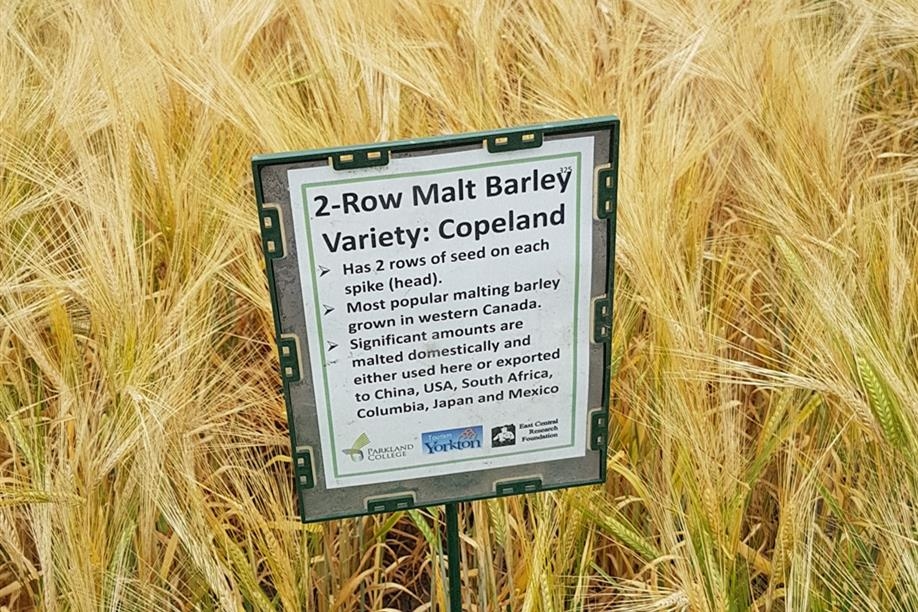 325
2-Row Malt Barley
Variety: Copeland
➢ Has 2 rows of seed on each
spike (head).
➢ Most popular malting barley
grown in western Canada.
➢ Significant amounts are
malted domestically and
either used here or exported
to China, USA, South Africa,
Columbia, Japan and Mexico
PARKLAND
COLLEGE
Tourism
Yorkton
East Central
Research
Foundation